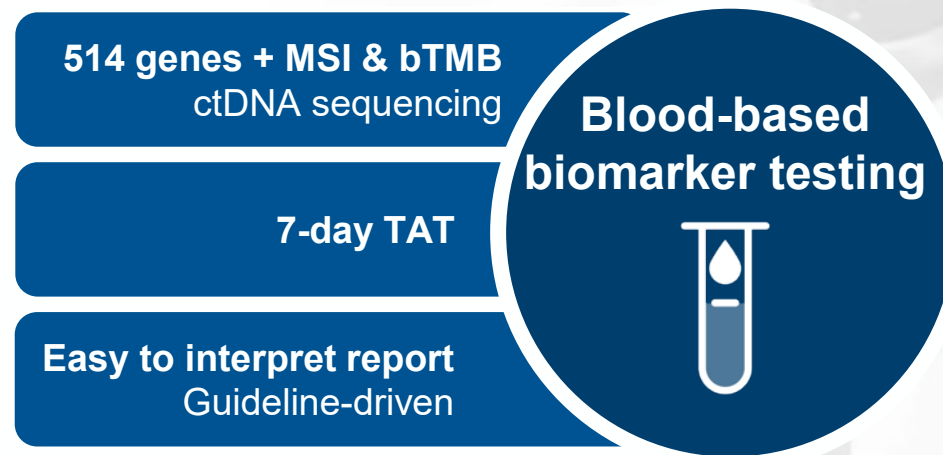 514 genes + MSI & bTMB
ctDNA sequencing
7-day TAT
Easy to interpret report
Guideline-driven
Blood-based
biomarker testing